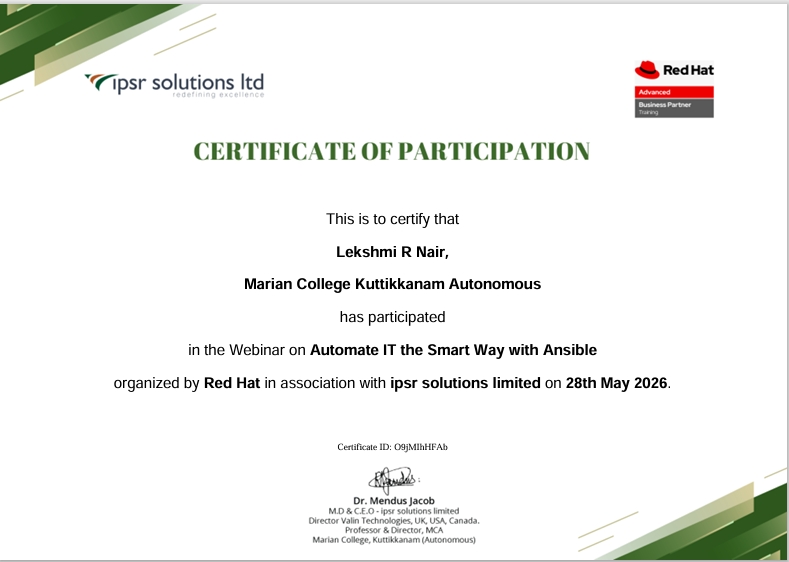 ipsr solutions ltd
redefining excellence
Red Hat
Advanced
Business Partner
Training
CERTIFICATE OF PARTICIPATION
This is to certify that
Lekshmi R Nair,
Marian College Kuttikkanam Autonomous
has participated
in the Webinar on Automate IT the Smart Way with Ansible
organized by Red Hat in association with ipsr solutions limited on 28th May 2026.
Certificate ID: O9jMIhHFAb
Dr. Mendus Jacob
M.D & C.E.O - ipsr solutions limited
Director Valin Technologies, UK, USA, Canada.
Professor & Director, MCA
Marian College, Kuttikkanam (Autonomous)